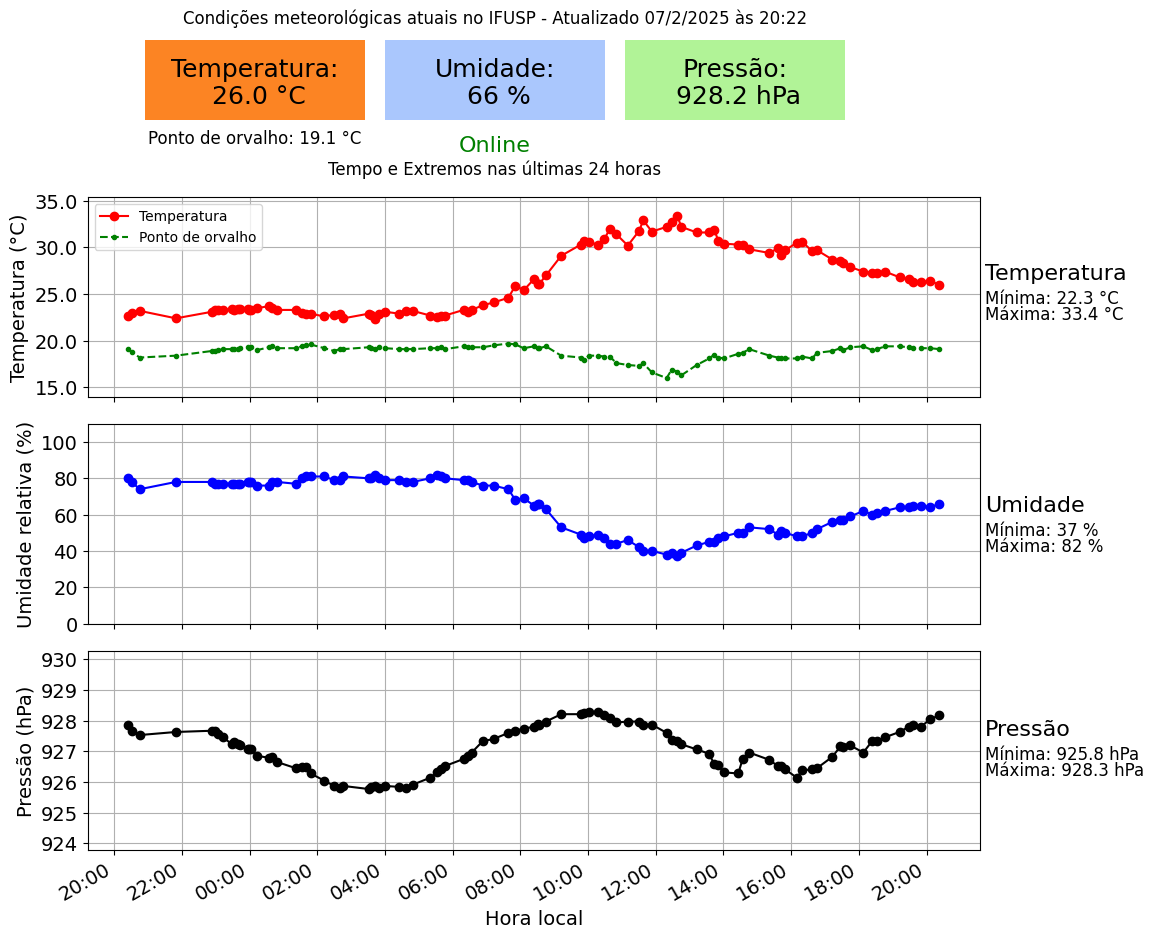 Condições meteorológicas atuais no IFUSP - Atualizado 07/2/2025 às 20:22
Temperatura:
26.0 °C
Umidade:
66 %
Pressão:
928.2 hPa
Ponto de orvalho: 19.1 °C
Online
Tempo e Extremos nas últimas 24 horas
Temperatura (°C)
35.0
30.0
25.0
20.0
15.0
Temperatura
Ponto de orvalho
Temperatura
Mínima: 22.3 °C
Máxima: 33.4 °C
Umidade relativa (%)
100
80
60
40
20
0
Umidade
Mínima: 37 %
Máxima: 82 %
Pressão (hPa)
930
929
928
927
926
925
924
Pressão
Mínima: 925.8 hPa
Máxima: 928.3 hPa
20:00 22:00 00:00 02:00 04:00 06:00 08:00 10:00 12:00 14:00 16:00 18:00 20:00
Hora local